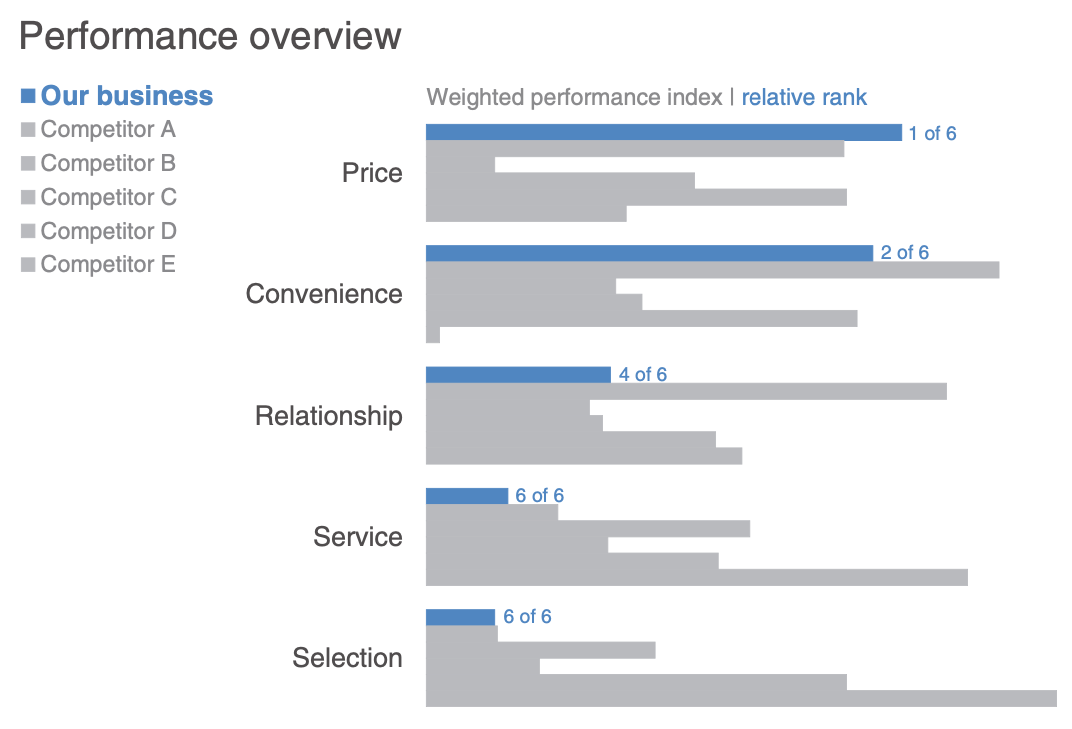 Performance overview
Our business
Competitor A
Competitor B
Competitor C
Competitor D
Competitor E
Weighted performance index | relative rank
Price
1 of 6
Convenience
2 of 6
Relationship
4 of 6
Service
6 of 6
Selection
6 of 6